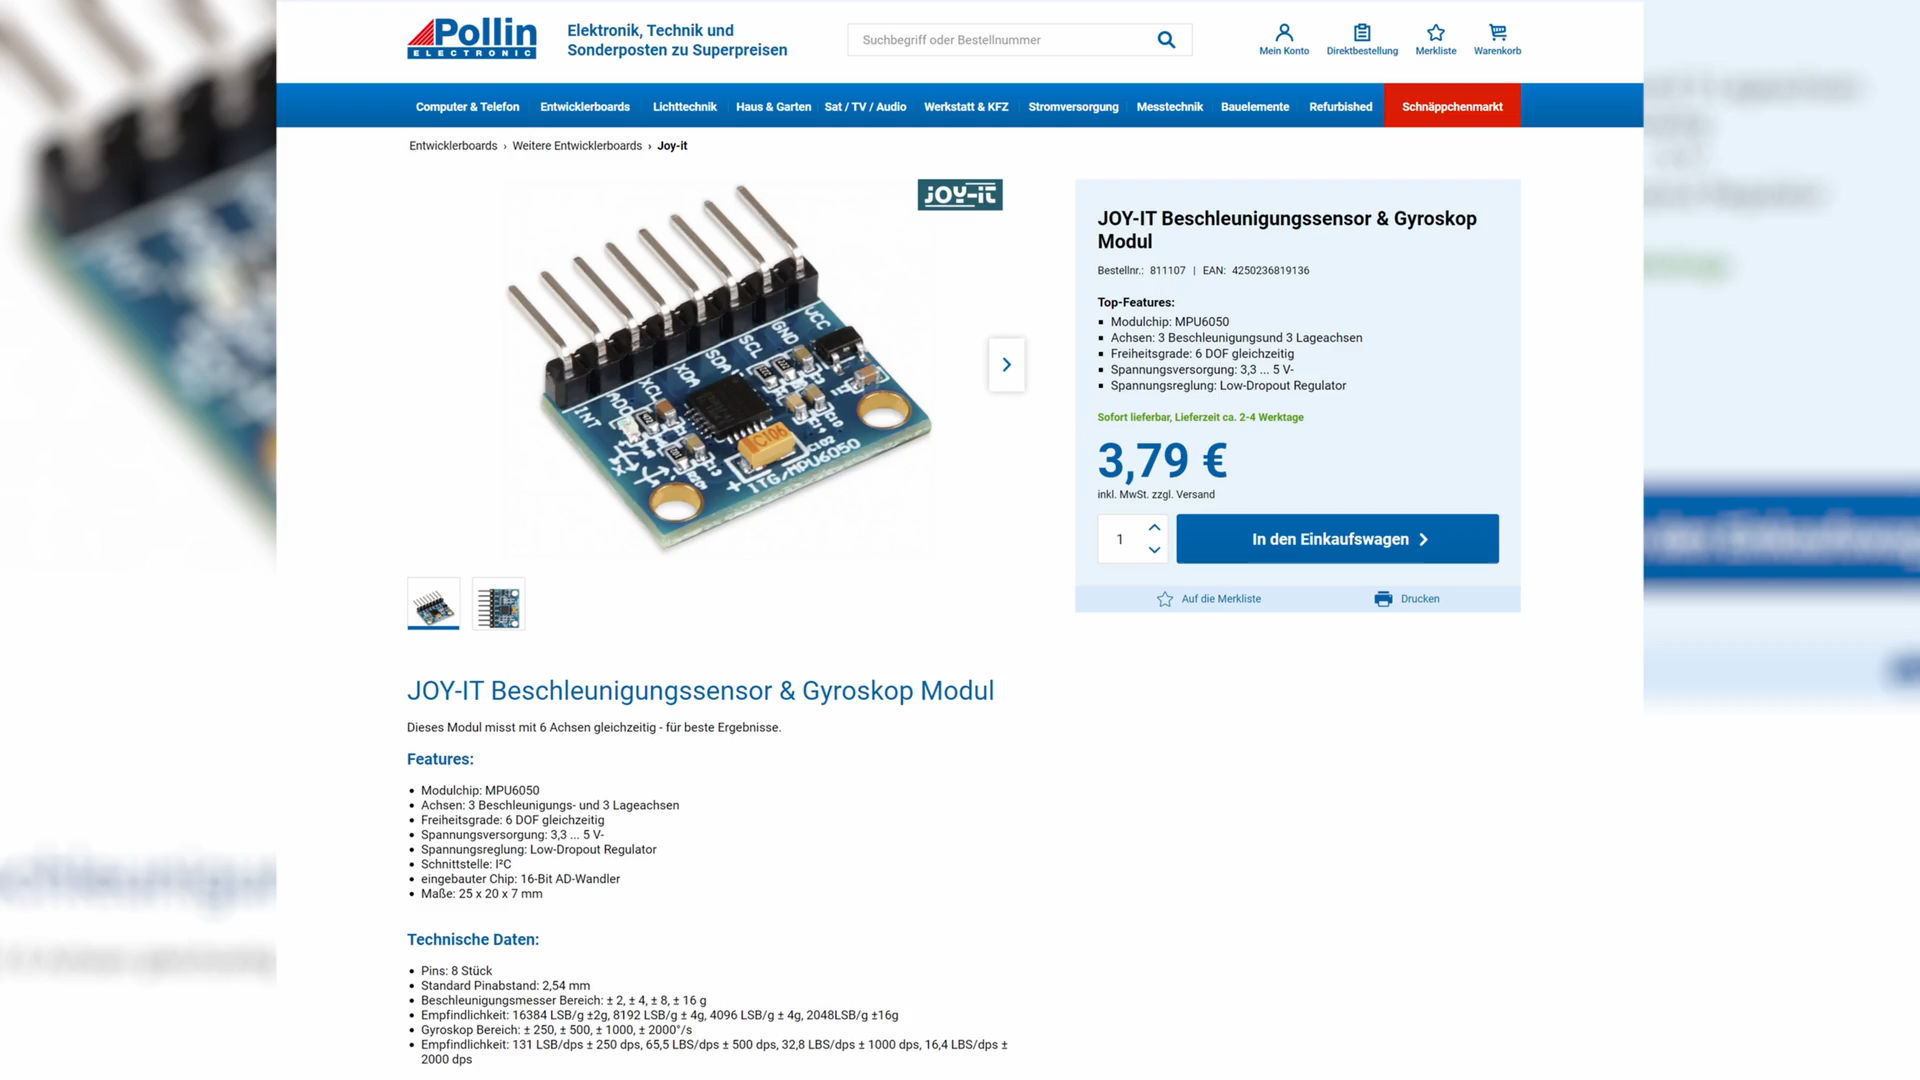 Pollin
ELECTRONIC
Elektronik, Technik und
Sonderposten zu Superpreisen
Suchbegriff oder Bestellnummer
Mein Konto
Direktbestellung
Merkliste
Warenkorb
Computer & Telefon
Entwicklerboards
Lichttechnik
Haus & Garten
Sat / TV / Audio
Werkstatt & KFZ
Stromversorgung
Messtechnik
Bauelemente
Refurbished
Schnäppchenmarkt
Entwicklerboards › Weitere Entwicklerboards › Joy-it
JOY-iT
VCC
GND
SCL
SDA
XDA
XCL
ADO
INT
C106
ITG/MPU6050
JOY-IT Beschleunigungssensor & Gyroskop
Modul
Bestellnr.: 811107 | EAN: 4250236819136
Top-Features:
Modulchip: MPU6050
Achsen: 3 Beschleunigungsund 3 Lageachsen
Freiheitsgrade: 6 DOF gleichzeitig
Spannungsversorgung: 3,3 ... 5 V-
Spannungsreglung: Low-Dropout Regulator
Sofort lieferbar, Lieferzeit ca. 2-4 Werktage
3,79 €
inkl. MwSt. zzgl. Versand
1
In den Einkaufswagen
Auf die Merkliste
Drucken
JOY-IT Beschleunigungssensor & Gyroskop Modul
Dieses Modul misst mit 6 Achsen gleichzeitig - für beste Ergebnisse.
Features:
• Modulchip: MPU6050
• Achsen: 3 Beschleunigungs- und 3 Lageachsen
• Freiheitsgrade: 6 DOF gleichzeitig
• Spannungsversorgung: 3,3 ... 5 V-
• Spannungsreglung: Low-Dropout Regulator
• Schnittstelle: I²C
• eingebauter Chip: 16-Bit AD-Wandler
• Maße: 25 x 20 x 7 mm
Technische Daten:
• Pins: 8 Stück
• Standard Pinabstand: 2,54 mm
• Beschleunigungsmesser Bereich: ± 2, ± 4, ± 8, ± 16 g
• Empfindlichkeit: 16384 LSB/g ±2g, 8192 LSB/g ± 4g, 4096 LSB/g ± 4g, 2048LSB/g ±16g
• Gyroskop Bereich: ± 250, ± 500, ± 1000, ± 2000°/s
• Empfindlichkeit: 131 LSB/dps ± 250 dps, 65,5 LBS/dps ± 500 dps, 32,8 LBS/dps ± 1000 dps, 16,4 LBS/dps ±
2000 dps